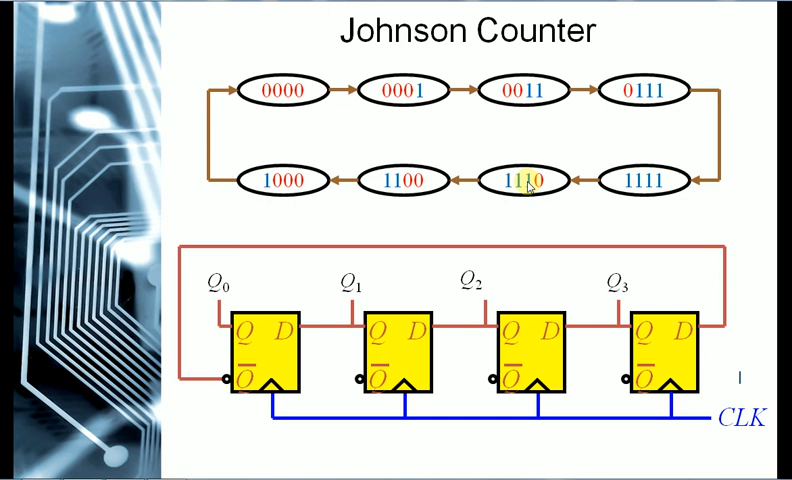 Johnson Counter
0000 0001 0011 0111
1000 1100 1110 1111
Q₀ Q₁ Q₂ Q₃
Q D Q D Q D Q D
Q̅ Q̅ Q̅ Q̅
CLK